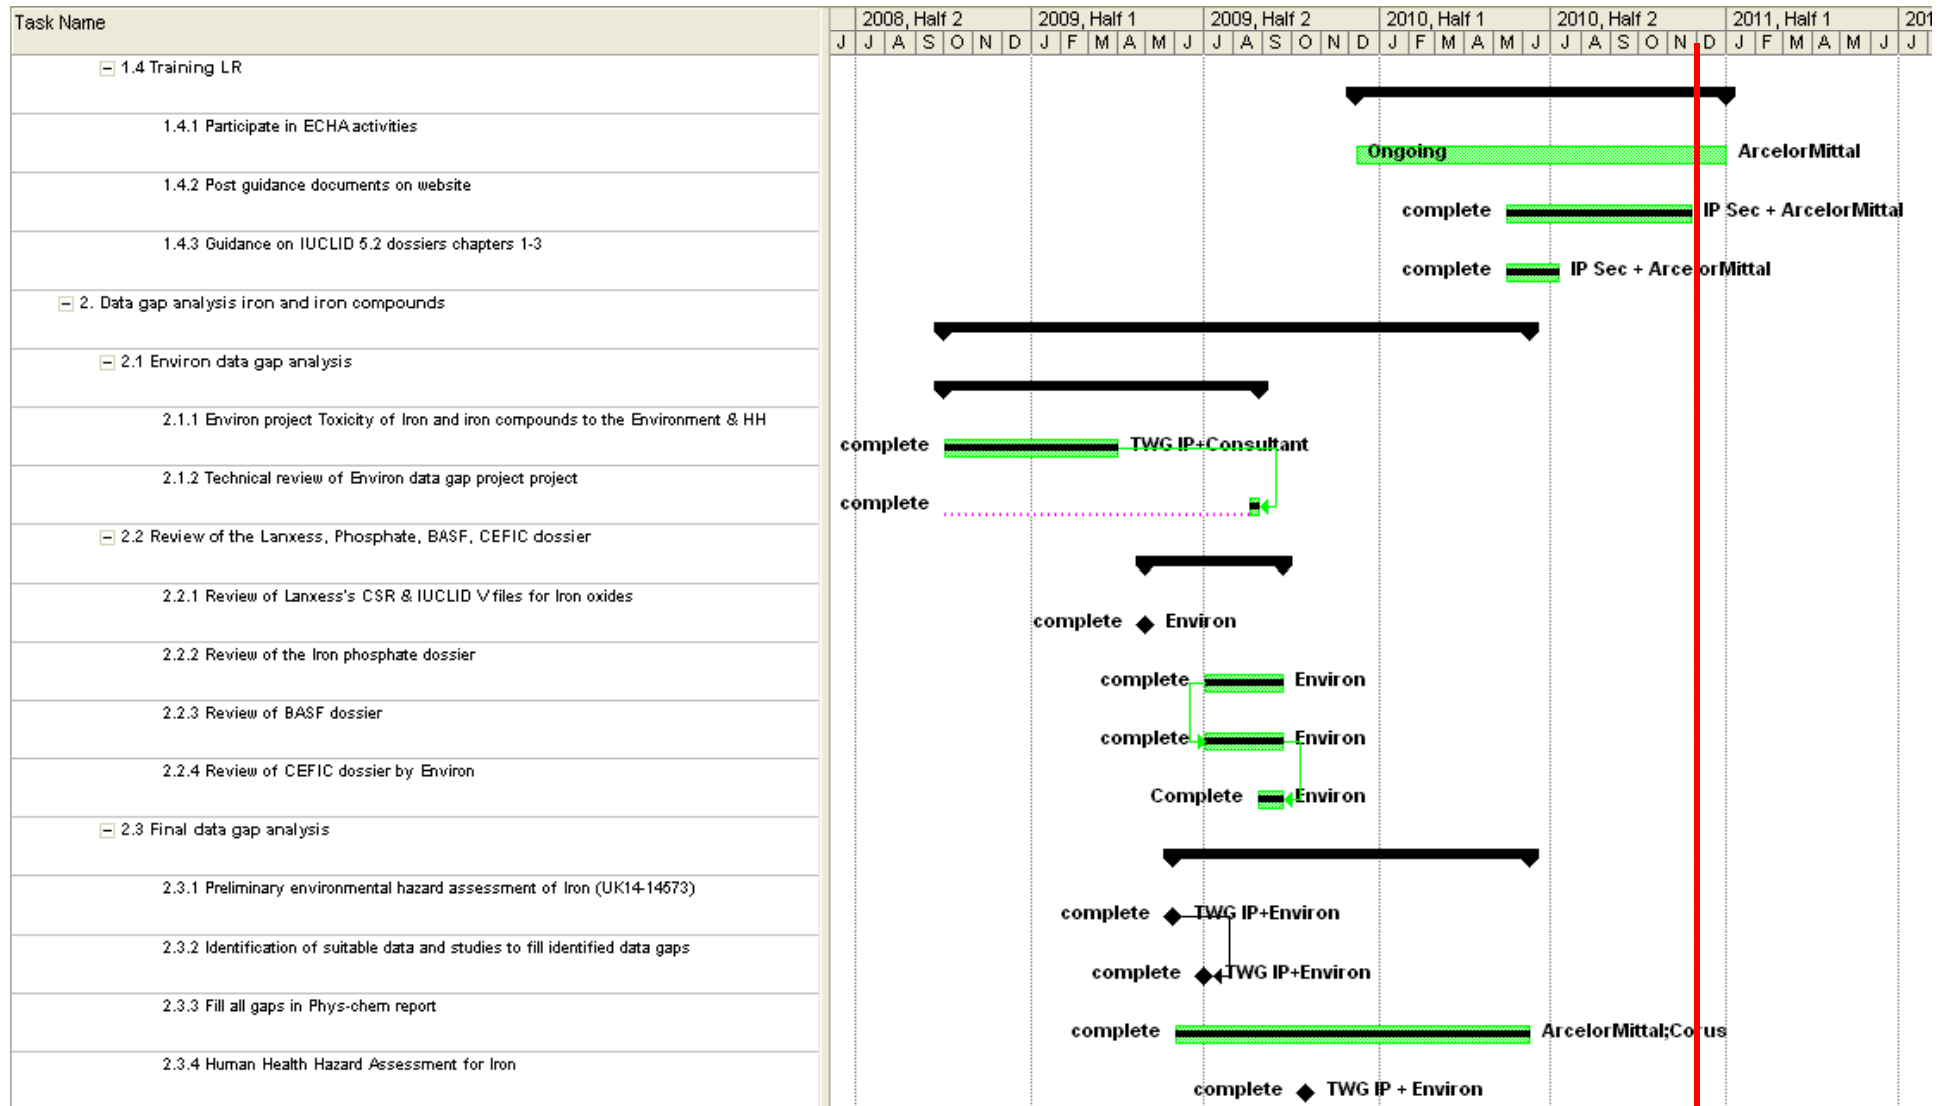 Task Name
2008, Half 2 2009, Half 1 2009, Half 2 2010, Half 1 2010, Half 2 2011, Half 1 201
J J A S O N D J F M A M J J A S O N D J F M A M J J A S O N D J F M A M J J
1.4 Training LR
1.4.1 Participate in ECHA activities
Ongoing ArcelorMittal
1.4.2 Post guidance documents on website
complete IP Sec + ArcelorMittal
1.4.3 Guidance on IUCLID 5.2 dossiers chapters 1-3
complete IP Sec + ArcelorMittal
2. Data gap analysis iron and iron compounds
2.1 Environ data gap analysis
2.1.1 Environ project Toxicity of Iron and iron compounds to the Environment & HH
complete TWG IP+Consultant
2.1.2 Technical review of Environ data gap project project
complete
2.2 Review of the Lanxess, Phosphate, BASF, CEFIC dossier
2.2.1 Review of Lanxess's CSR & IUCLID V files for Iron oxides
complete Environ
2.2.2 Review of the Iron phosphate dossier
complete Environ
2.2.3 Review of BASF dossier
complete Environ
2.2.4 Review of CEFIC dossier by Environ
Complete Environ
2.3 Final data gap analysis
2.3.1 Preliminary environmental hazard assessment of Iron (UK14-14573)
complete TWG IP+Environ
2.3.2 Identification of suitable data and studies to fill identified data gaps
complete TWG IP+Environ
2.3.3 Fill all gaps in Phys-chem report
complete ArcelorMittal;Corus
2.3.4 Human Health Hazard Assessment for Iron
complete TWG IP + Environ